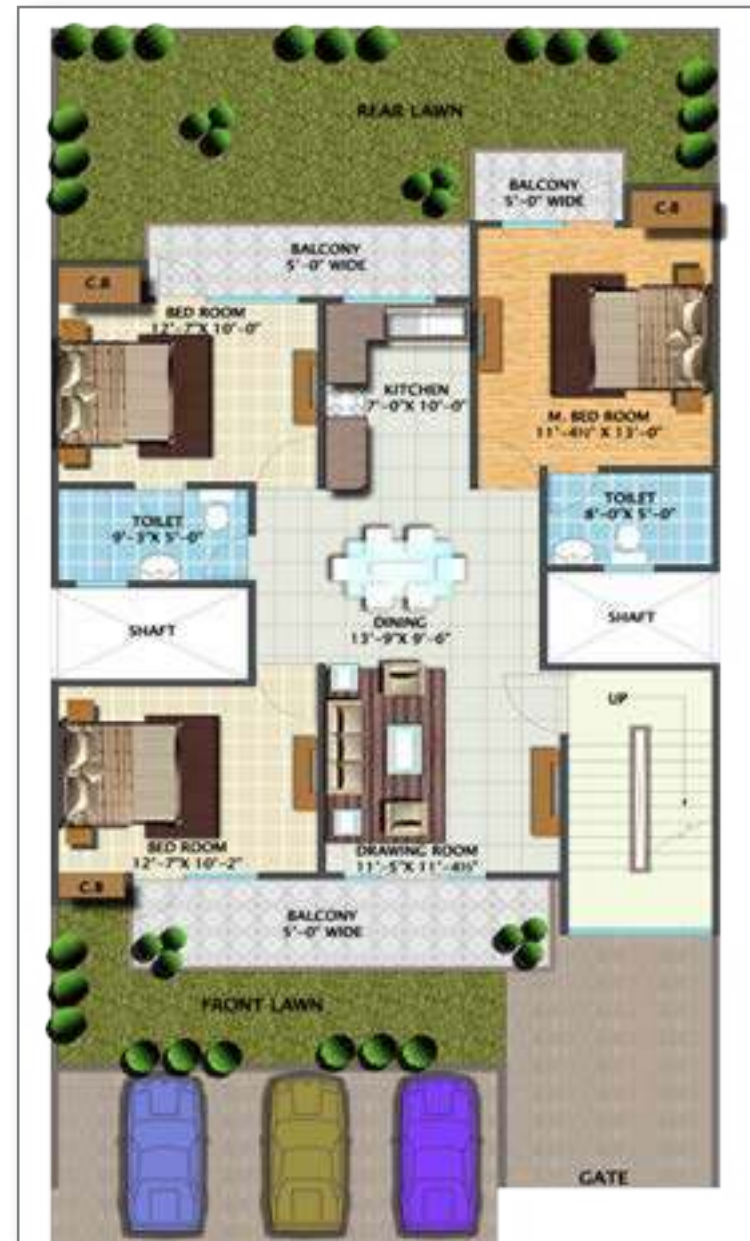 REAR LAWN
BALCONY
5'-0" WIDE
C.B
BALCONY
5'-0" WIDE
C.B
BED ROOM
12'-7"X 10'-0"
KITCHEN
7'-0"X 10'-0"
M. BED ROOM
11'-4½" X 13'-0"
TOILET
9'-3"X 5'-0"
TOILET
8'-0"X 5'-0"
SHAFT
DINING
13'-9"X 9'-6"
SHAFT
UP
BED ROOM
12'-7"X 10'-2"
DRAWING ROOM
11'-5"X 11'-4½"
C.B
BALCONY
5'-0" WIDE
FRONT LAWN
GATE